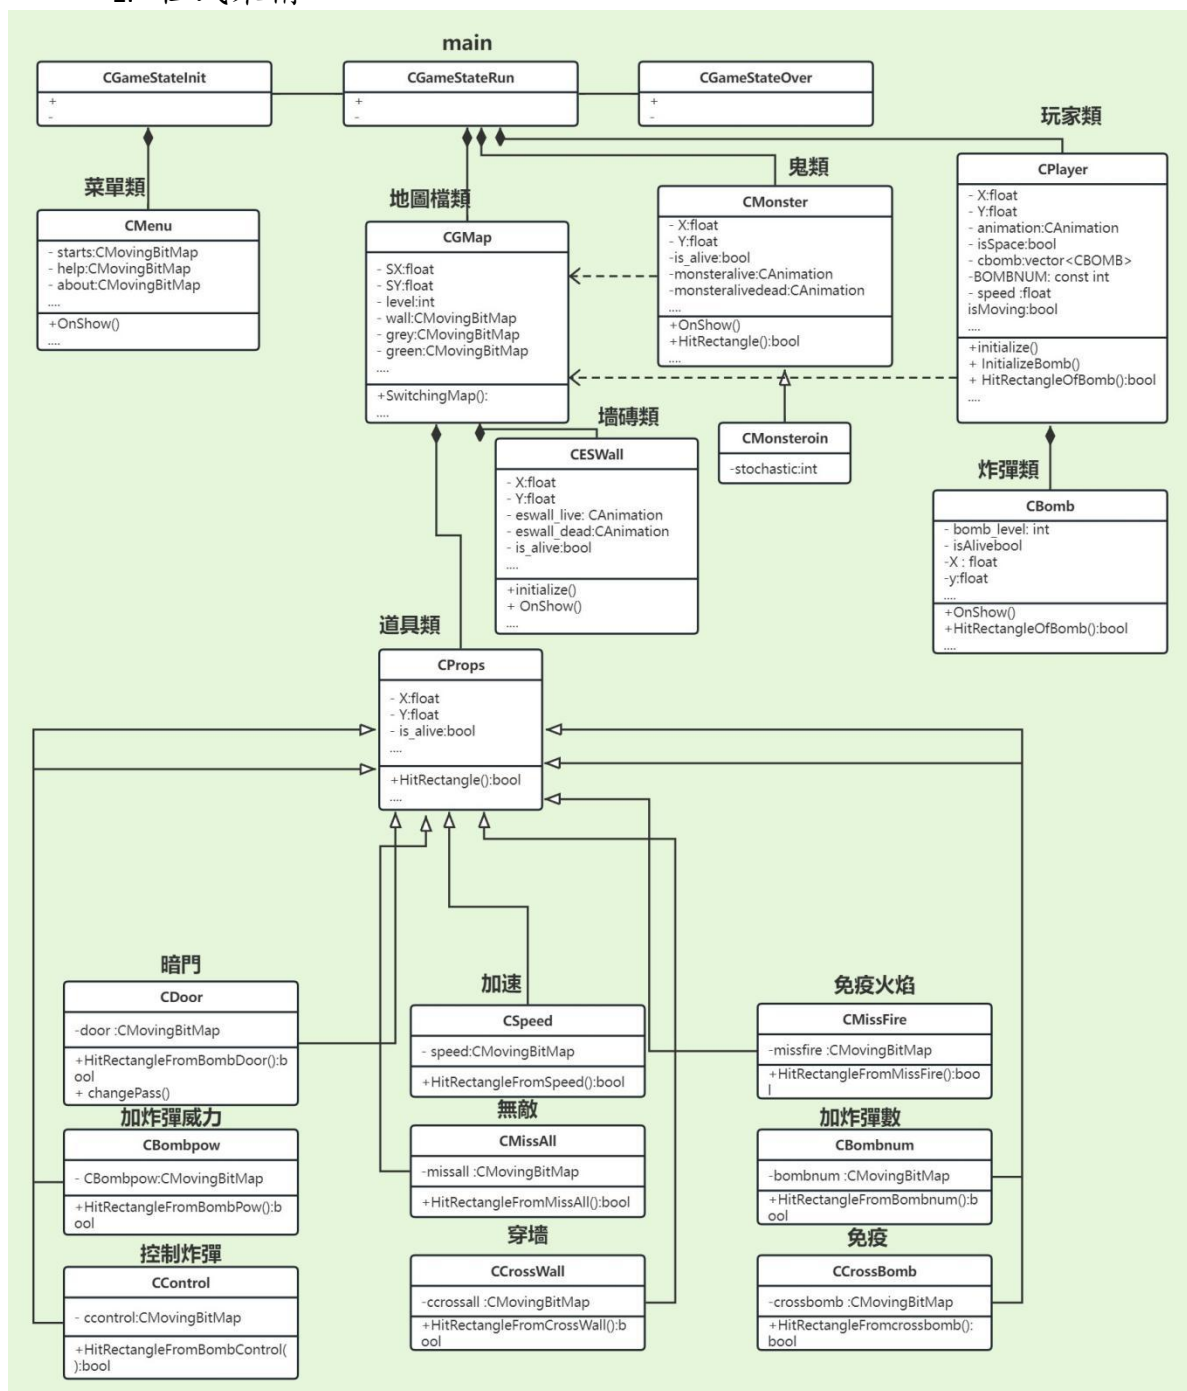 main
CGameStateInit
+
-
CGameStateRun
+
-
CGameStateOver
+
-
菜單類
CMenu
- starts:CMovingBitMap
- help:CMovingBitMap
- about:CMovingBitMap
....
+OnShow()
....
地圖檔類
CGMap
- SX:float
- SY:float
- level:int
- wall:CMovingBitMap
- grey:CMovingBitMap
- green:CMovingBitMap
....
+SwitchingMap():
....
鬼類
CMonster
- X:float
- Y:float
-is_alive:bool
-monsteralive:CAnimation
-monsteralivedead:CAnimation
....
+OnShow()
+HitRectangle():bool
....
玩家類
CPlayer
- X:float
- Y:float
- animation:CAnimation
- isSpace:bool
- cbomb:vector<CBOMB>
-BOMBNUM: const int
- speed :float
isMoving:bool
....
+initialize()
+ InitializeBomb()
+ HitRectangleOfBomb():bool
....
CMonsteroin
-stochastic:int
墻磚類
CESWall
- X:float
- Y:float
- eswall_live: CAnimation
- eswall_dead:CAnimation
- is_alive:bool
....
+initialize()
+ OnShow()
....
炸彈類
CBomb
- bomb_level: int
- isAlivebool
-X : float
-y:float
....
+OnShow()
+HitRectangleOfBomb():bool
....
道具類
CProps
- X:float
- Y:float
- is_alive:bool
....
+HitRectangle():bool
....
暗門
CDoor
-door :CMovingBitMap
+HitRectangleFromBombDoor():b
ool
+ changePass()
加速
CSpeed
- speed:CMovingBitMap
+HitRectangleFromSpeed():bool
免疫火焰
CMissFire
-missfire :CMovingBitMap
+HitRectangleFromMissFire():boo
l
加炸彈威力
CBombpow
- CBombpow:CMovingBitMap
+HitRectangleFromBombPow():b
ool
無敵
CMissAll
-missall :CMovingBitMap
+HitRectangleFromMissAll():bool
加炸彈數
CBombnum
-bombnum :CMovingBitMap
+HitRectangleFromBombnum():b
ool
控制炸彈
CControl
- ccontrol:CMovingBitMap
+HitRectangleFromBombControl(
):bool
穿墻
CCrossWall
-ccrossall :CMovingBitMap
+HitRectangleFromCrossWall():b
ool
免疫
CCrossBomb
-crossbomb :CMovingBitMap
+HitRectangleFromcrossbomb():
bool